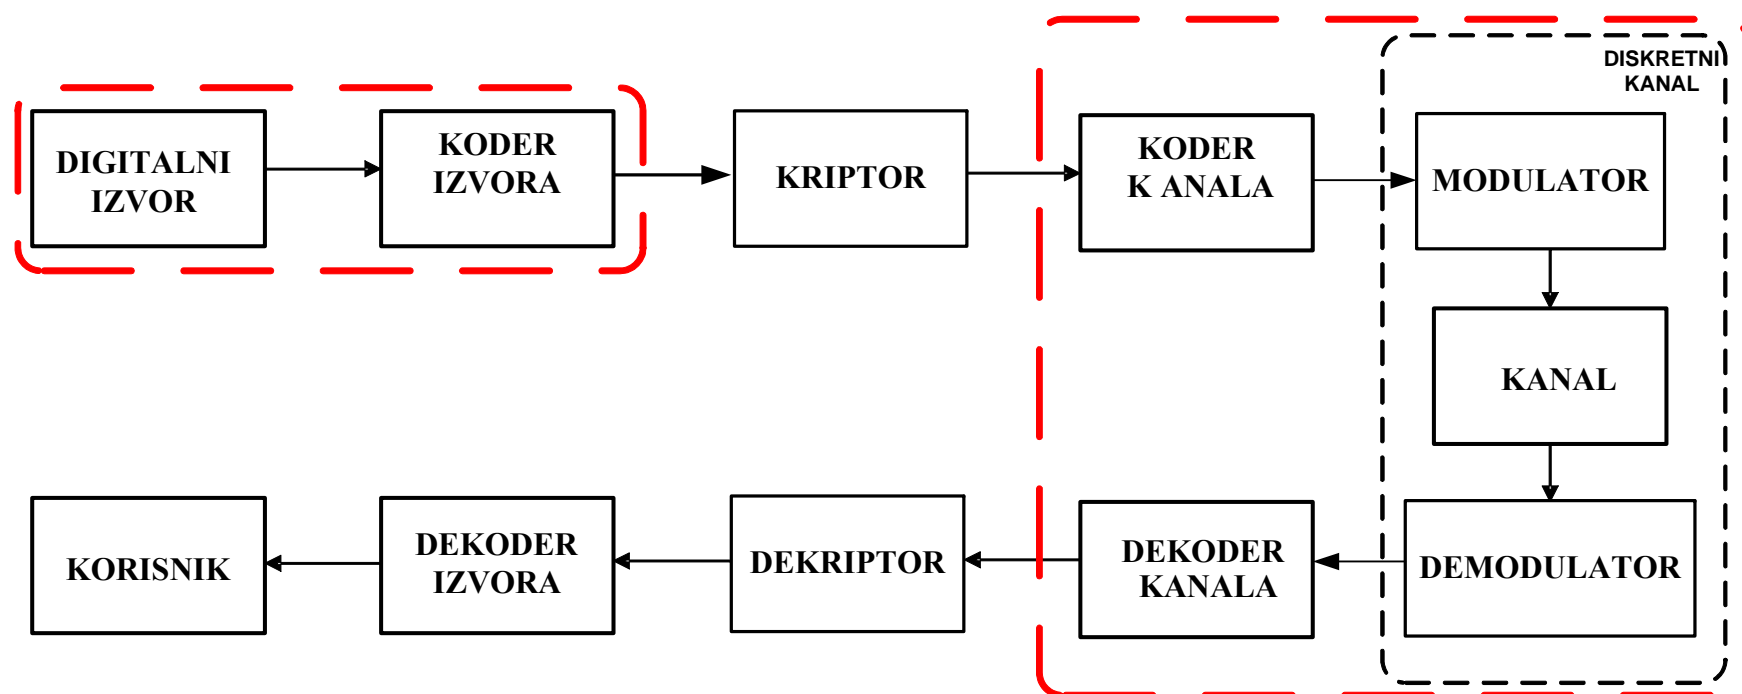 DISKRETNI
KANAL
DIGITALNI
IZVOR
KODER
IZVORA
KRIPTOR
KODER
K ANALA
MODULATOR
KANAL
KORISNIK
DEKODER
IZVORA
DEKRIPTOR
DEKODER
KANALA
DEMODULATOR